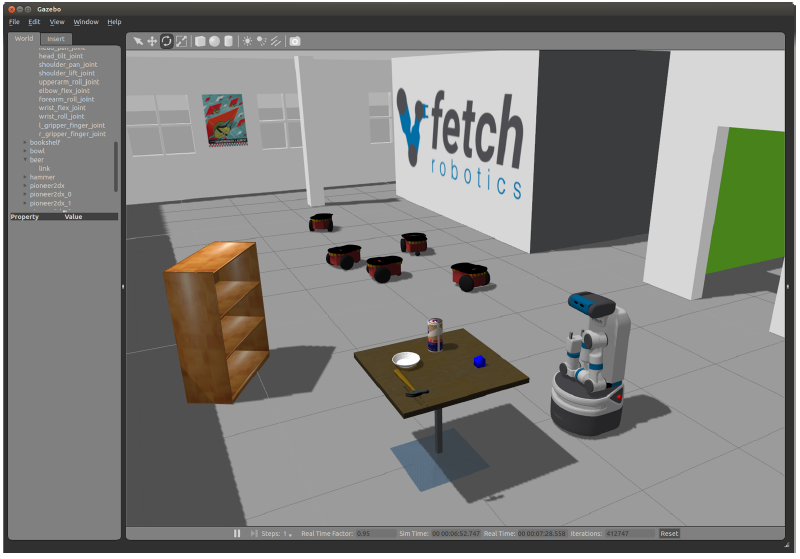 Gazebo
File Edit View Window Help
World Insert
head_pan_joint
head_tilt_joint
shoulder_pan_joint
shoulder_lift_joint
upperarm_roll_joint
elbow_flex_joint
forearm_roll_joint
wrist_flex_joint
wrist_roll_joint
l_gripper_finger_joint
r_gripper_finger_joint
bookshelf
bowl
beer
link
hammer
pioneer2dx
pioneer2dx_0
pioneer2dx_1
Property Value
fetch
robotics
Steps: 1 Real Time Factor: 0.95 Sim Time: 00 00:06:52.747 Real Time: 00 00:07:28.558 Iterations: 412747 Reset